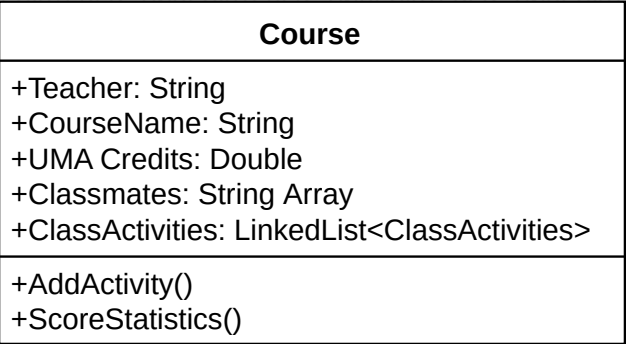 Course
+Teacher: String
+CourseName: String
+UMA Credits: Double
+Classmates: String Array
+ClassActivities: LinkedList<ClassActivities>
+AddActivity()
+ScoreStatistics()